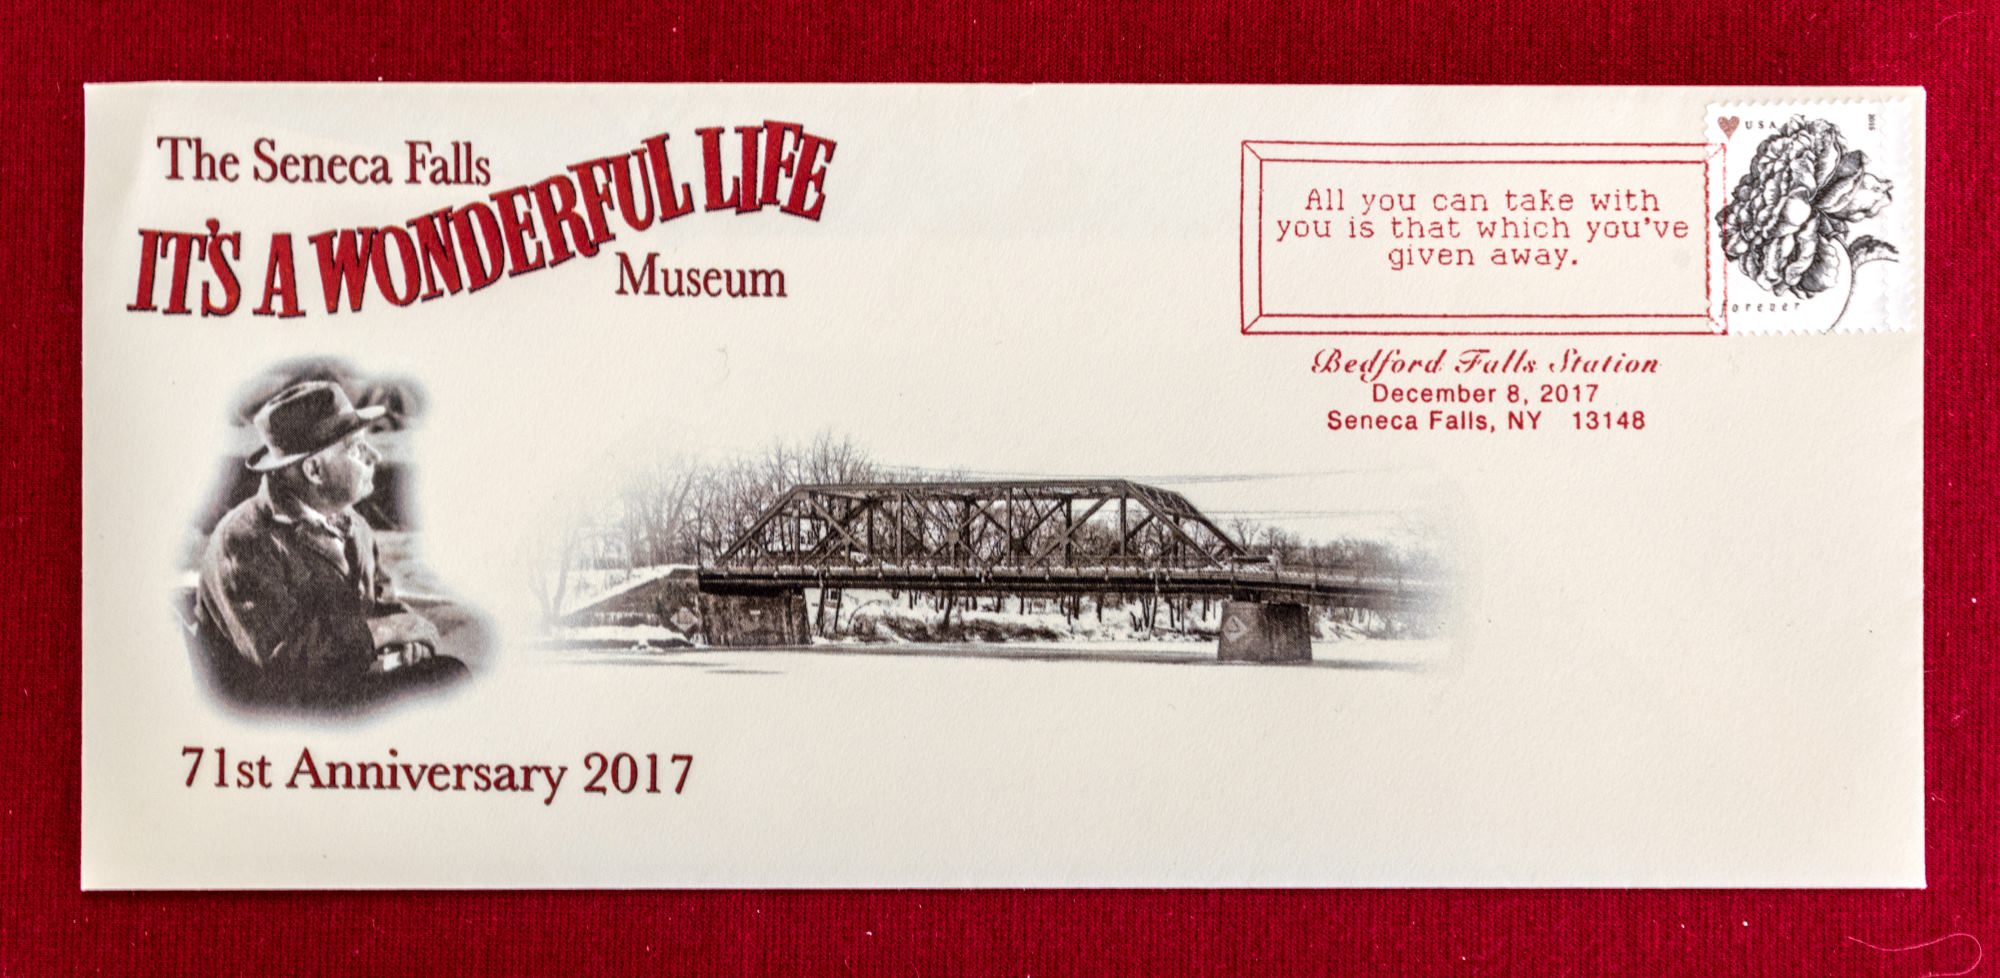 The Seneca Falls
IT'S A WONDERFUL LIFE
Museum
All you can take with
you is that which you've
given away.
USA
2015
forever
Bedford Falls Station
December 8, 2017
Seneca Falls, NY 13148
71st Anniversary 2017